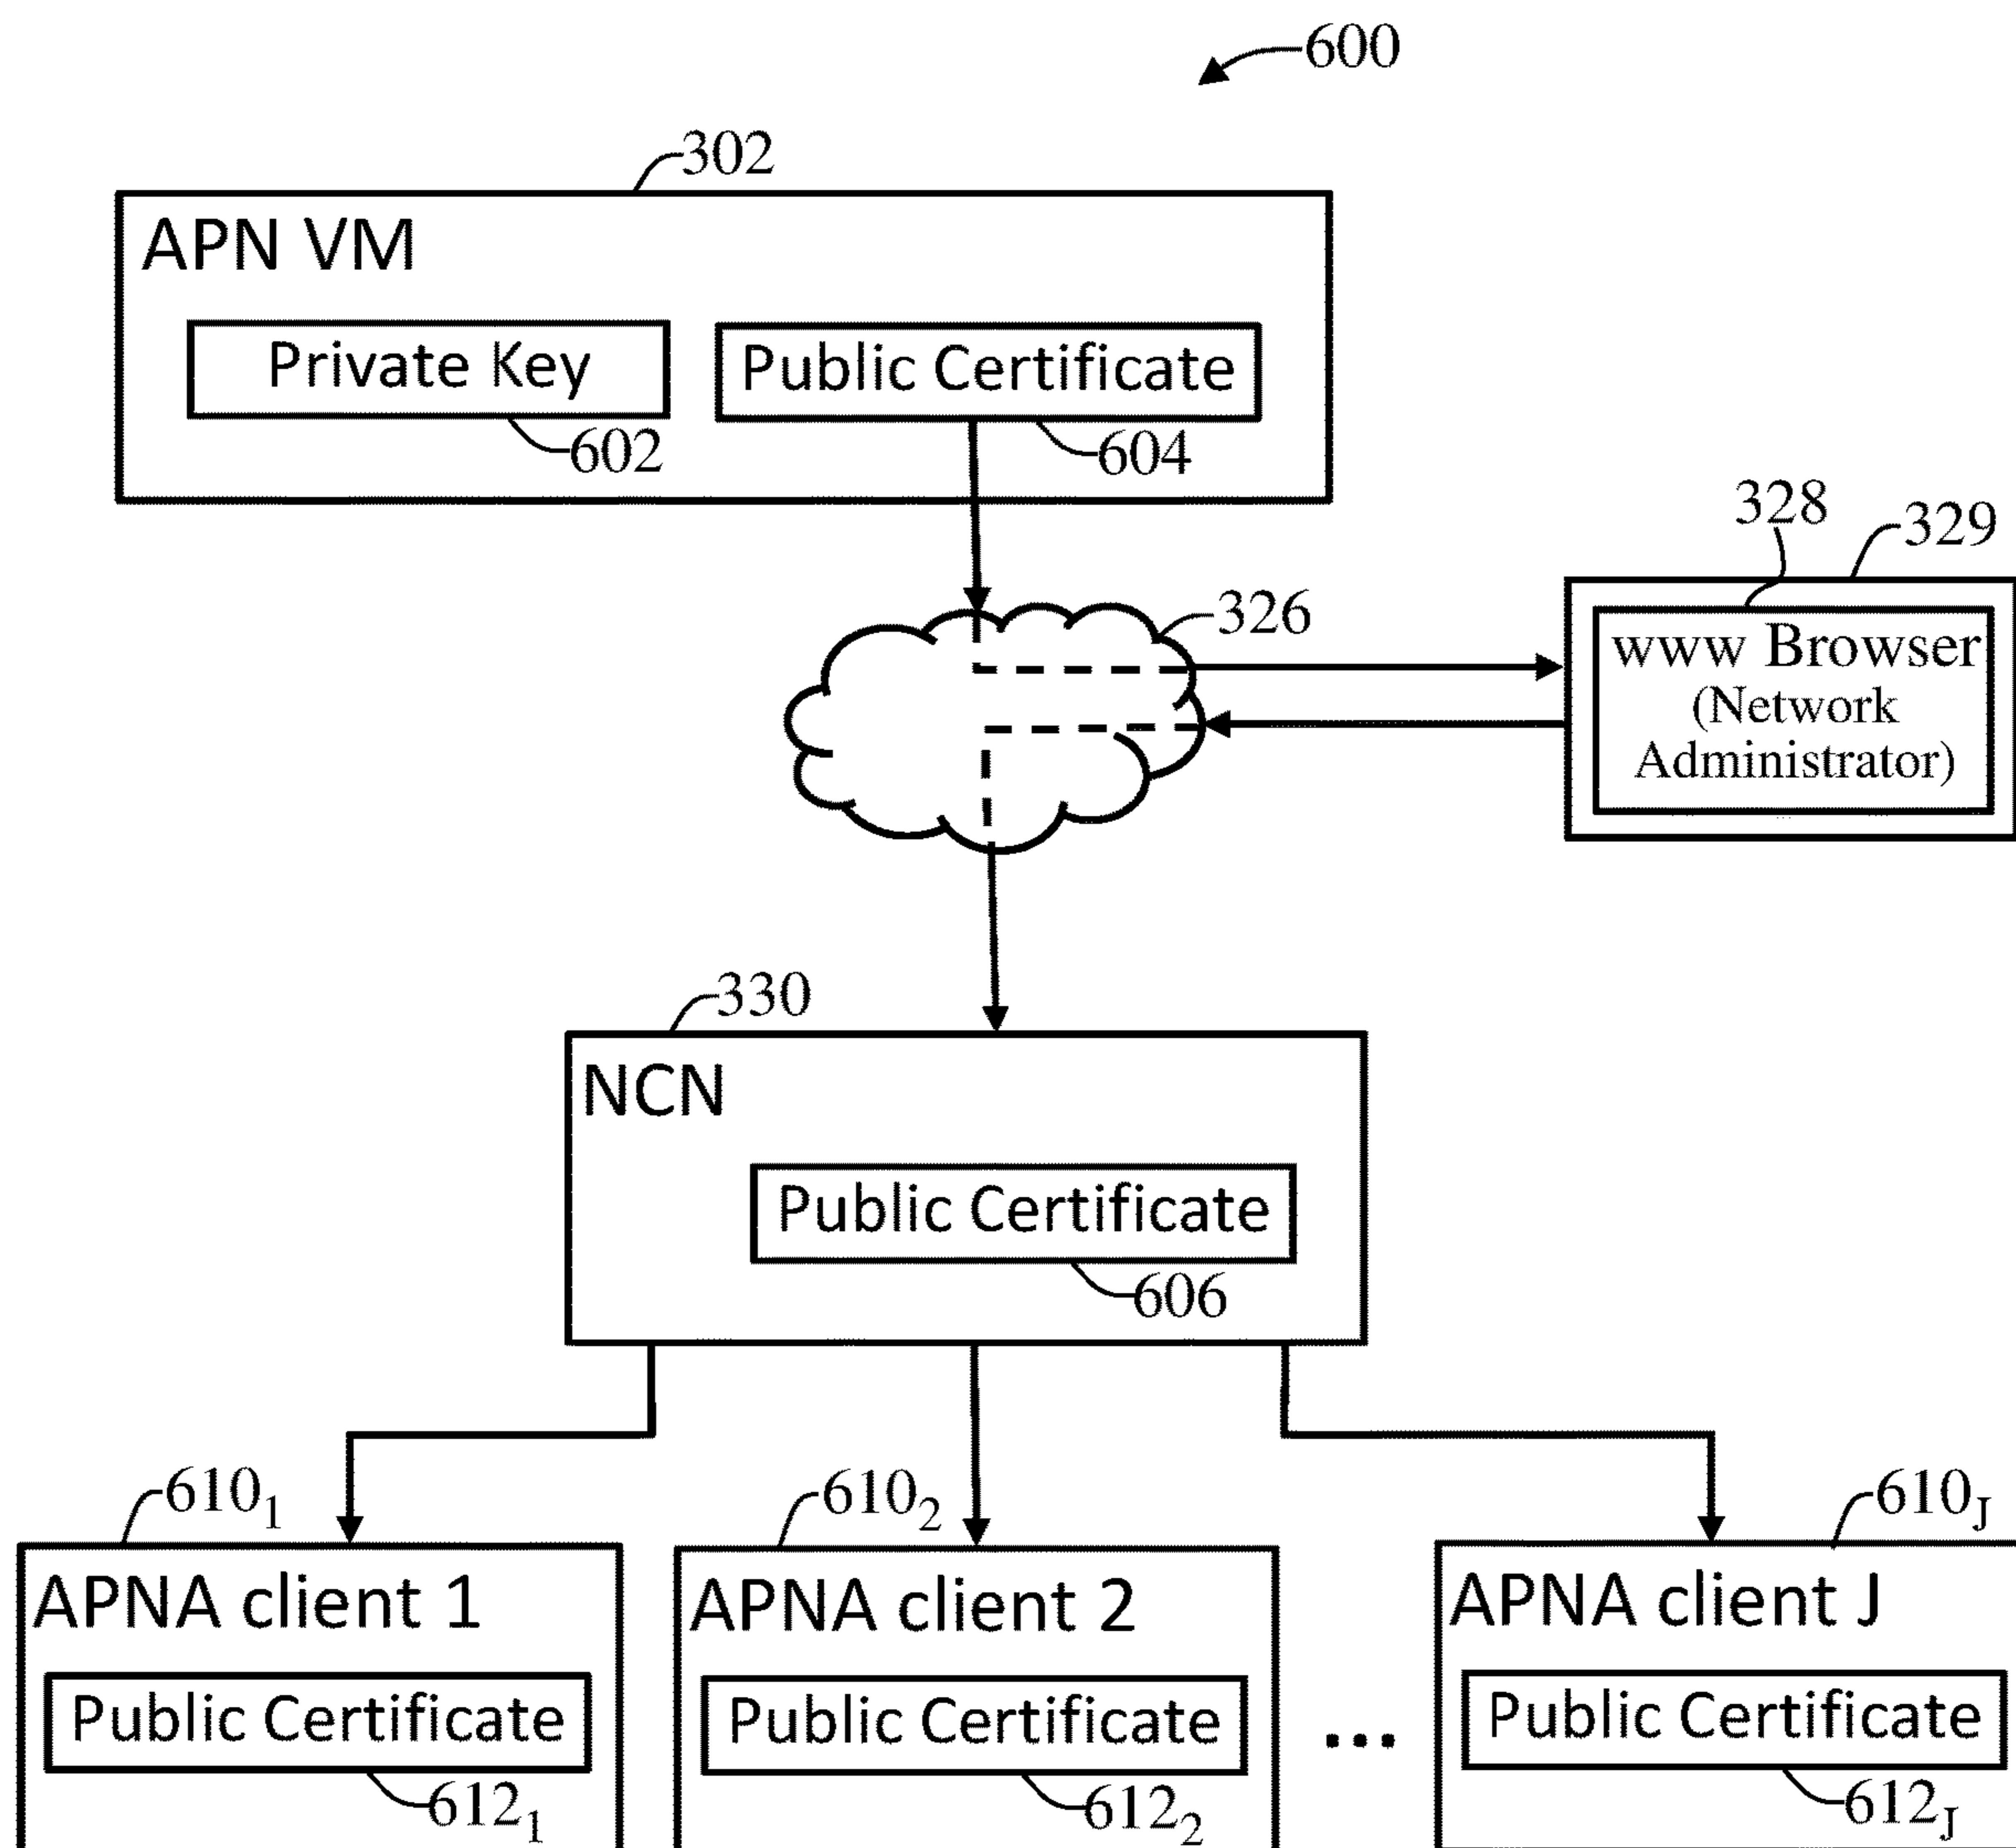 600
302
APN VM
Private Key
Public Certificate
602
604
328
329
326
www Browser
(Network
Administrator)
330
NCN
Public Certificate
606
610₁
610₂
610_J
APNA client 1
APNA client 2
APNA client J
Public Certificate
Public Certificate
...
Public Certificate
612₁
612₂
612_J